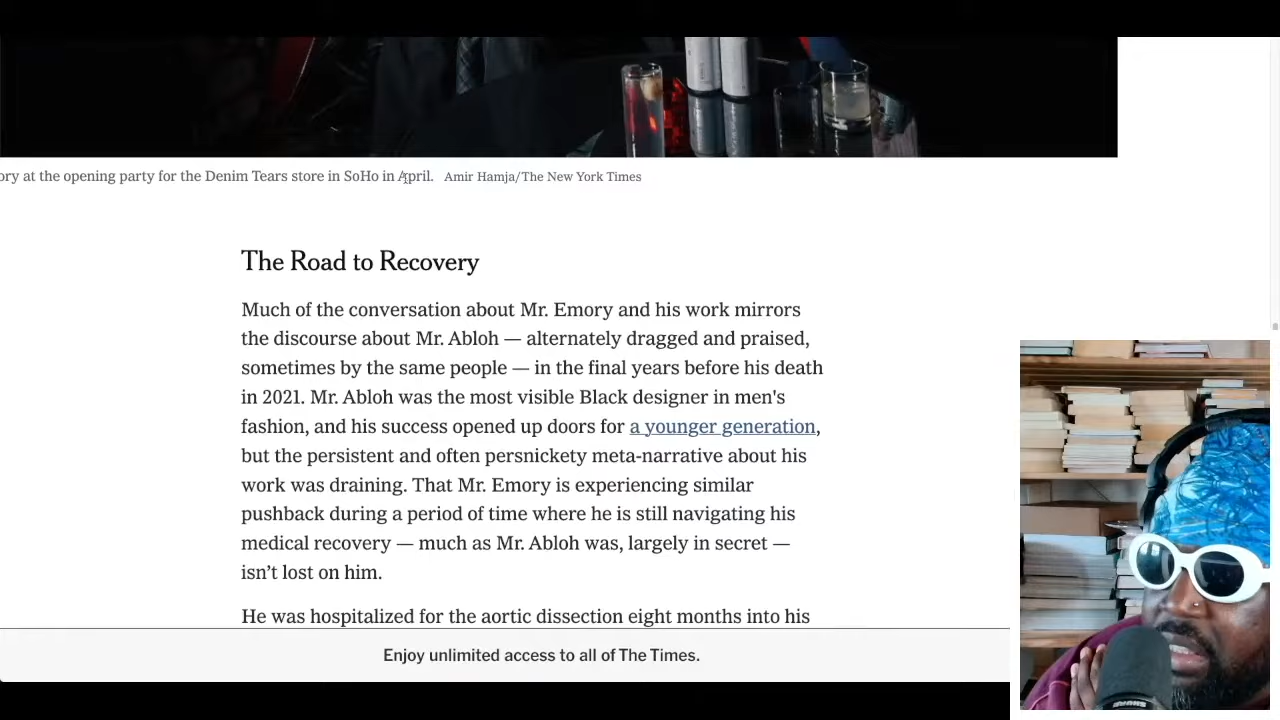 ory at the opening party for the Denim Tears store in SoHo in April. Amir Hamja/The New York Times
The Road to Recovery
Much of the conversation about Mr. Emory and his work mirrors
the discourse about Mr. Abloh — alternately dragged and praised,
sometimes by the same people — in the final years before his death
in 2021. Mr. Abloh was the most visible Black designer in men's
fashion, and his success opened up doors for a younger generation,
but the persistent and often persnickety meta-narrative about his
work was draining. That Mr. Emory is experiencing similar
pushback during a period of time where he is still navigating his
medical recovery — much as Mr. Abloh was, largely in secret —
isn’t lost on him.
He was hospitalized for the aortic dissection eight months into his
Enjoy unlimited access to all of The Times.